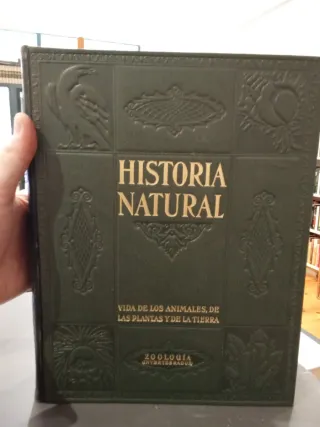 HISTORIA
NATURAL
VIDA DE LOS ANIMALES, DE
LAS PLANTAS Y DE LA TIERRA
ZOOLOGÍA